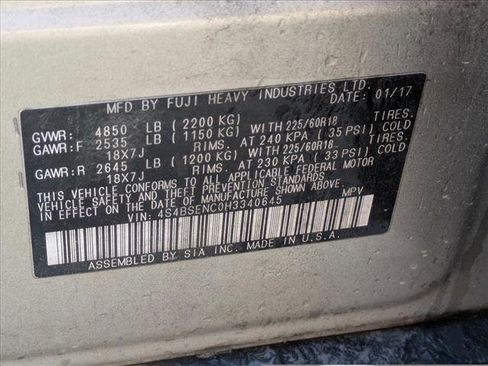 MFD BY FUJI HEAVY INDUSTRIES LTD.
DATE: 01/17
GVWR: 4850 LB (2200 KG)
GAWR:F 2535 LB (1150 KG) WITH 225/60R18 TIRES.
18X7J RIMS. AT 240 KPA (35 PSI) COLD
GAWR:R 2645 LB (1200 KG) WITH 225/60R18 TIRES.
18X7J RIMS. AT 230 KPA (33 PSI) COLD
THIS VEHICLE CONFORMS TO ALL APPLICABLE FEDERAL MOTOR
VEHICLE SAFETY, BUMPER, AND THEFT PREVENTION STANDARDS
IN EFFECT ON THE DATE OF MANUFACTURE SHOWN ABOVE.
VIN: 4S4BSENC0H3340645 MPV
ASSEMBLED BY SIA INC. MADE IN U.S.A.